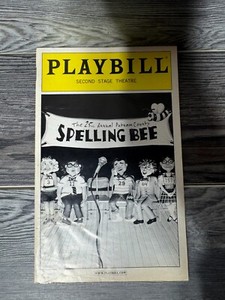 PLAYBILL
SECOND STAGE THEATRE
The 25th Annual Putnam County
SPELLING BEE